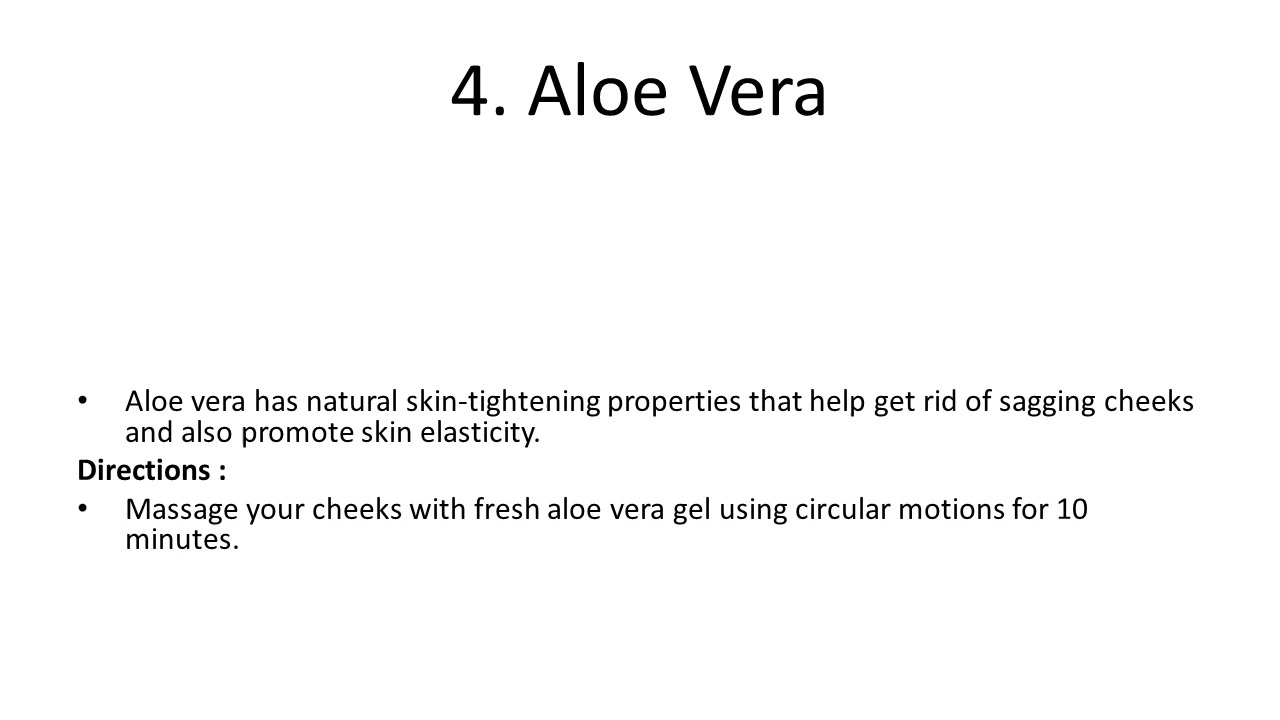 4. Aloe Vera
• Aloe vera has natural skin-tightening properties that help get rid of sagging cheeks
and also promote skin elasticity.
Directions :
• Massage your cheeks with fresh aloe vera gel using circular motions for 10
minutes.